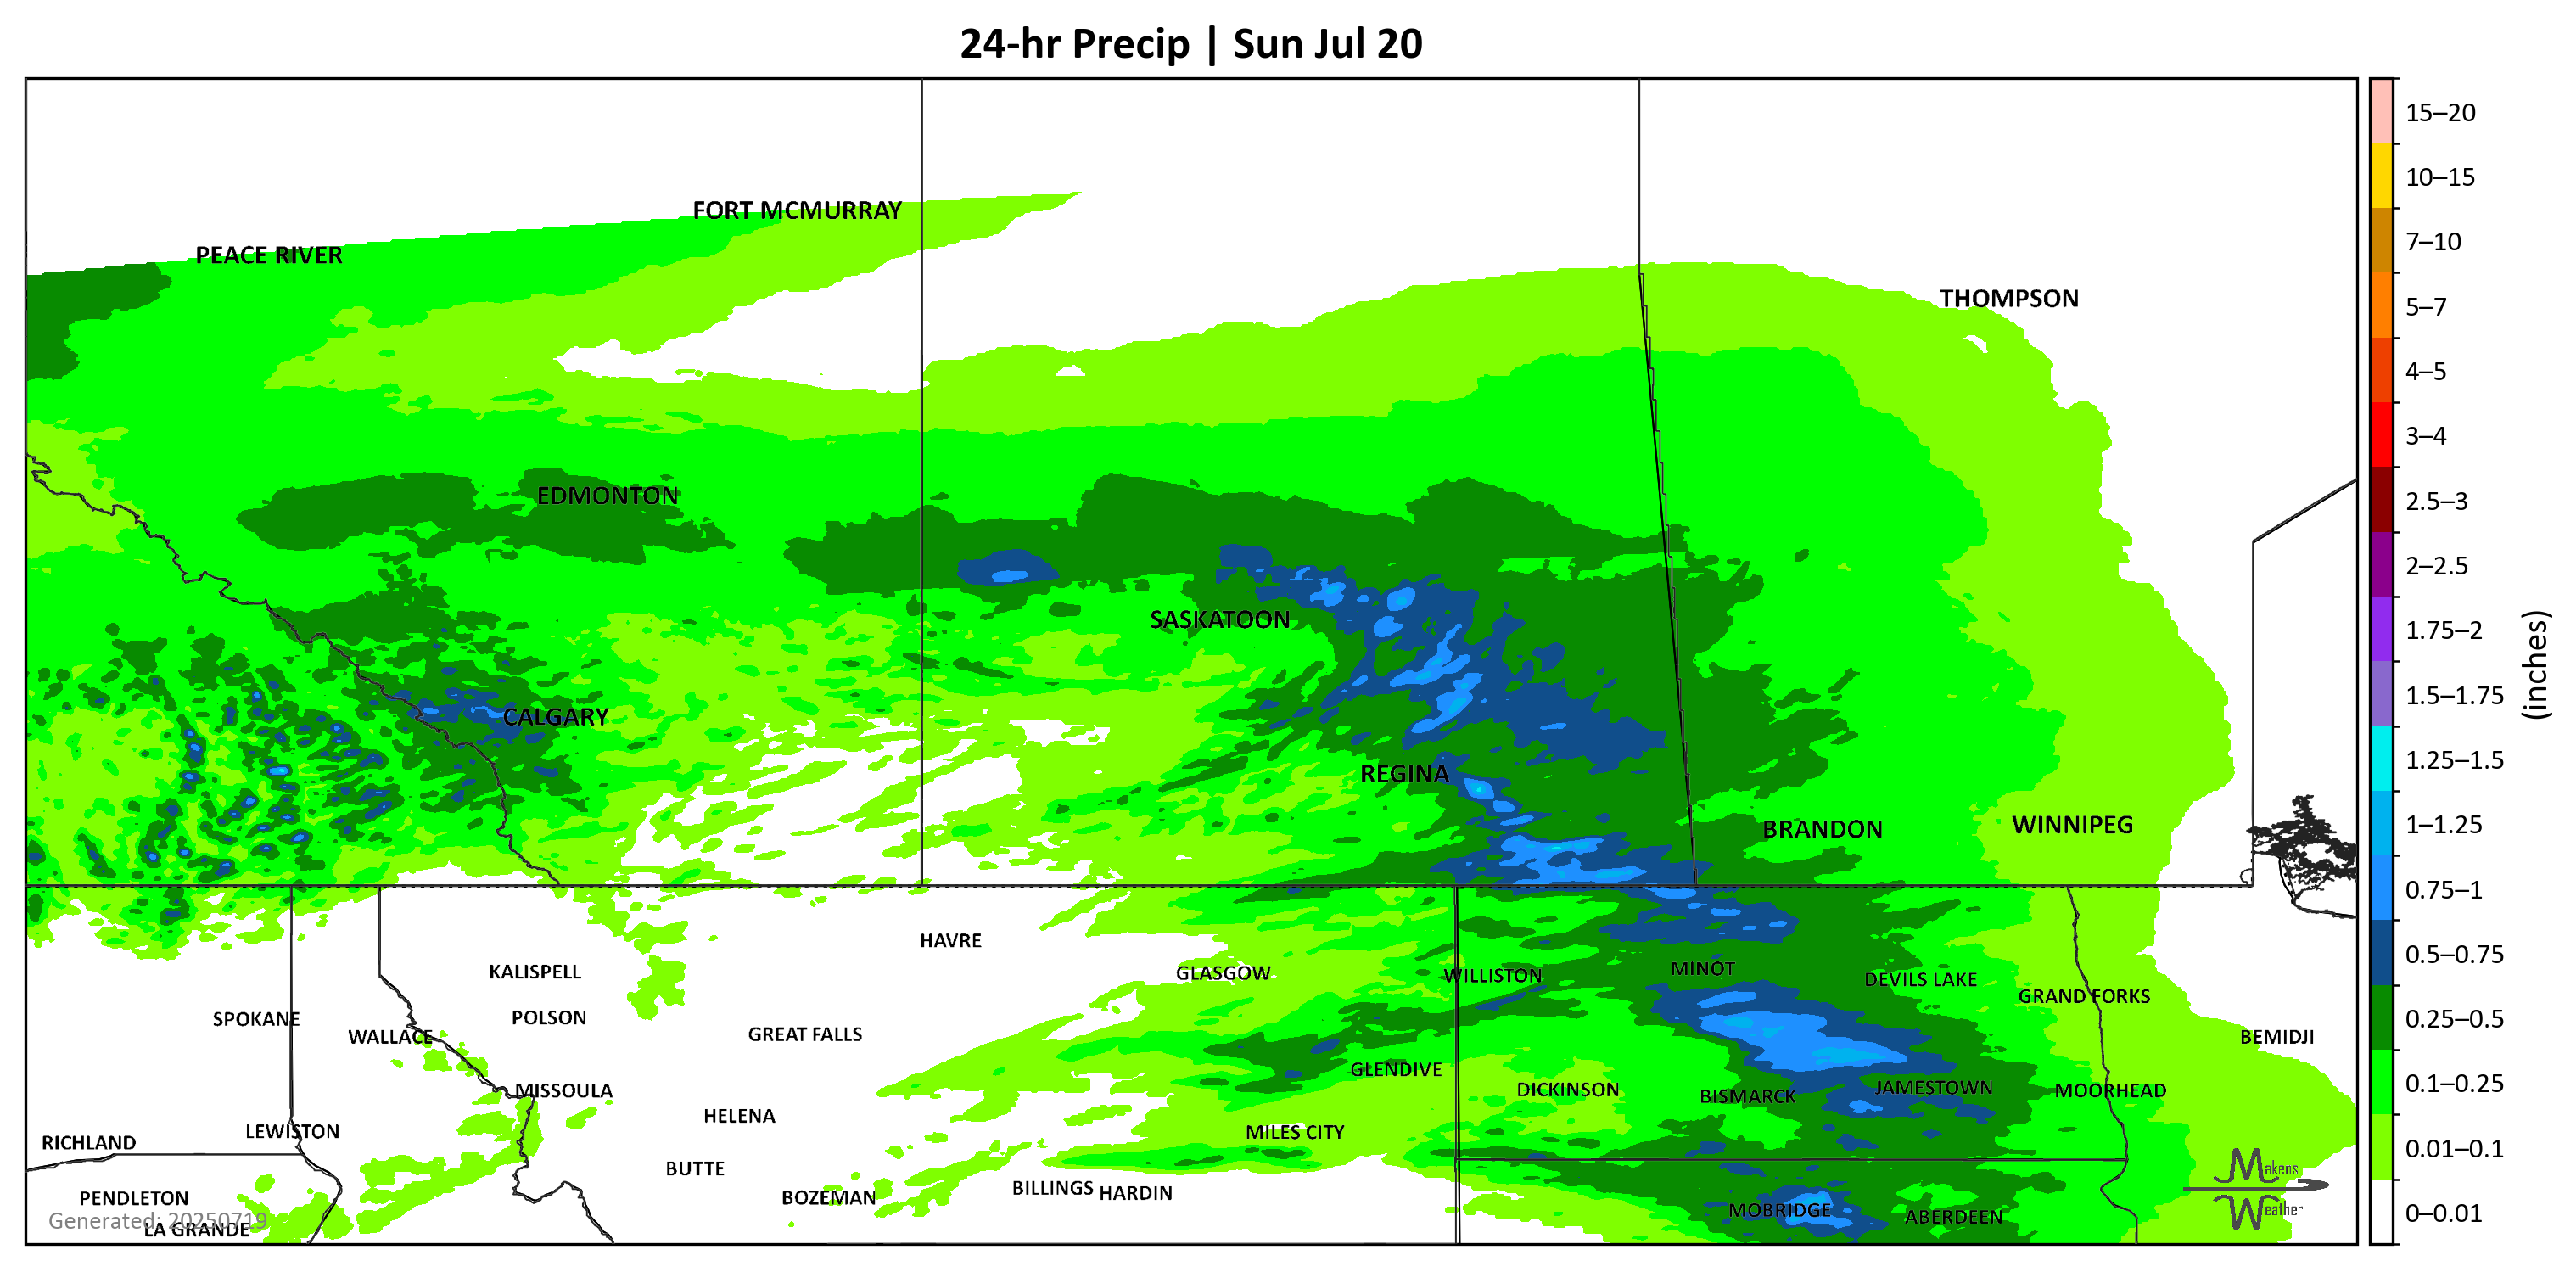 24-hr Precip | Sun Jul 20
FORT MCMURRAY
PEACE RIVER
THOMPSON
EDMONTON
SASKATOON
CALGARY
REGINA
BRANDON
WINNIPEG
HAVRE
KALISPELL
GLASGOW
WILLISTON
MINOT
DEVILS LAKE
GRAND FORKS
SPOKANE
POLSON
WALLACE
GREAT FALLS
BEMIDJI
GLENDIVE
MISSOULA
DICKINSON
BISMARCK
JAMESTOWN
MOORHEAD
HELENA
RICHLAND
LEWISTON
MILES CITY
BUTTE
PENDLETON
BOZEMAN
BILLINGS
HARDIN
MOBRIDGE
ABERDEEN
Generated: 20250719
LA GRANDE
Makens
Weather
15–20
10–15
7–10
5–7
4–5
3–4
2.5–3
2–2.5
1.75–2
1.5–1.75
1.25–1.5
1–1.25
0.75–1
0.5–0.75
0.25–0.5
0.1–0.25
0.01–0.1
0–0.01
(inches)